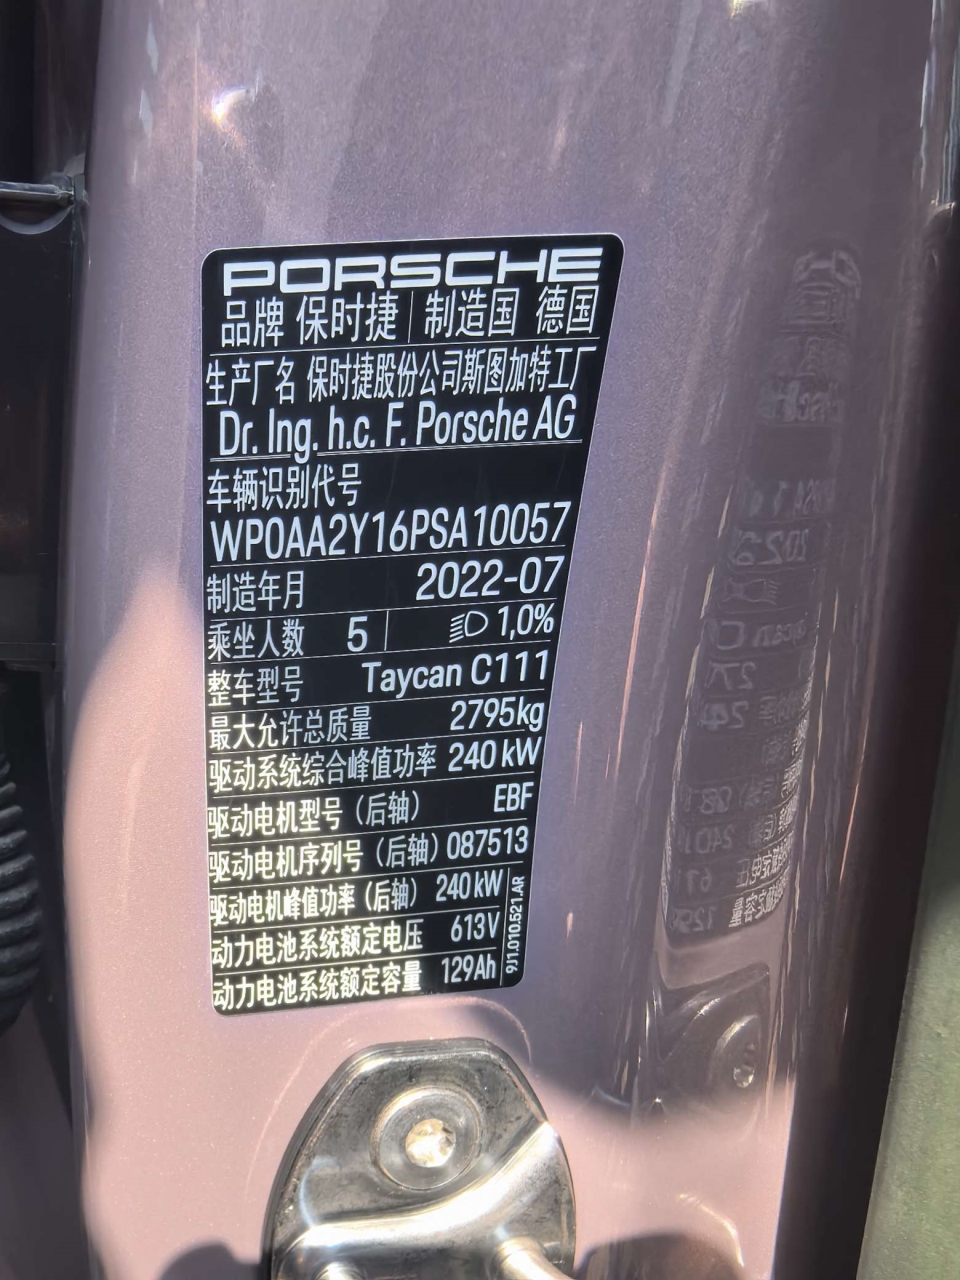 PORSCHE
品牌 保时捷 制造国 德国
生产厂名 保时捷股份公司斯图加特工厂
Dr. Ing. h.c. F. Porsche AG
车辆识别代号
WP0AA2Y16PSA10057
制造年月 2022-07
乘坐人数 5 1,0%
整车型号 Taycan C111
最大允许总质量 2795kg
驱动系统综合峰值功率 240 kW
驱动电机型号（后轴） EBF
驱动电机序列号（后轴）087513
驱动电机峰值功率（后轴） 240 kW
动力电池系统额定电压 613V
动力电池系统额定容量 129Ah
9J1.010.521.AR